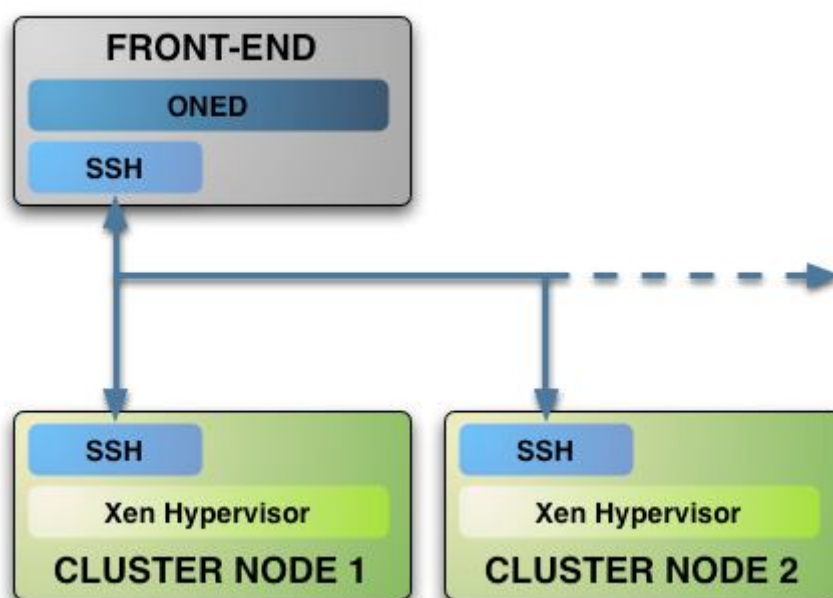 FRONT-END
ONED
SSH
SSH
Xen Hypervisor
CLUSTER NODE 1
SSH
Xen Hypervisor
CLUSTER NODE 2